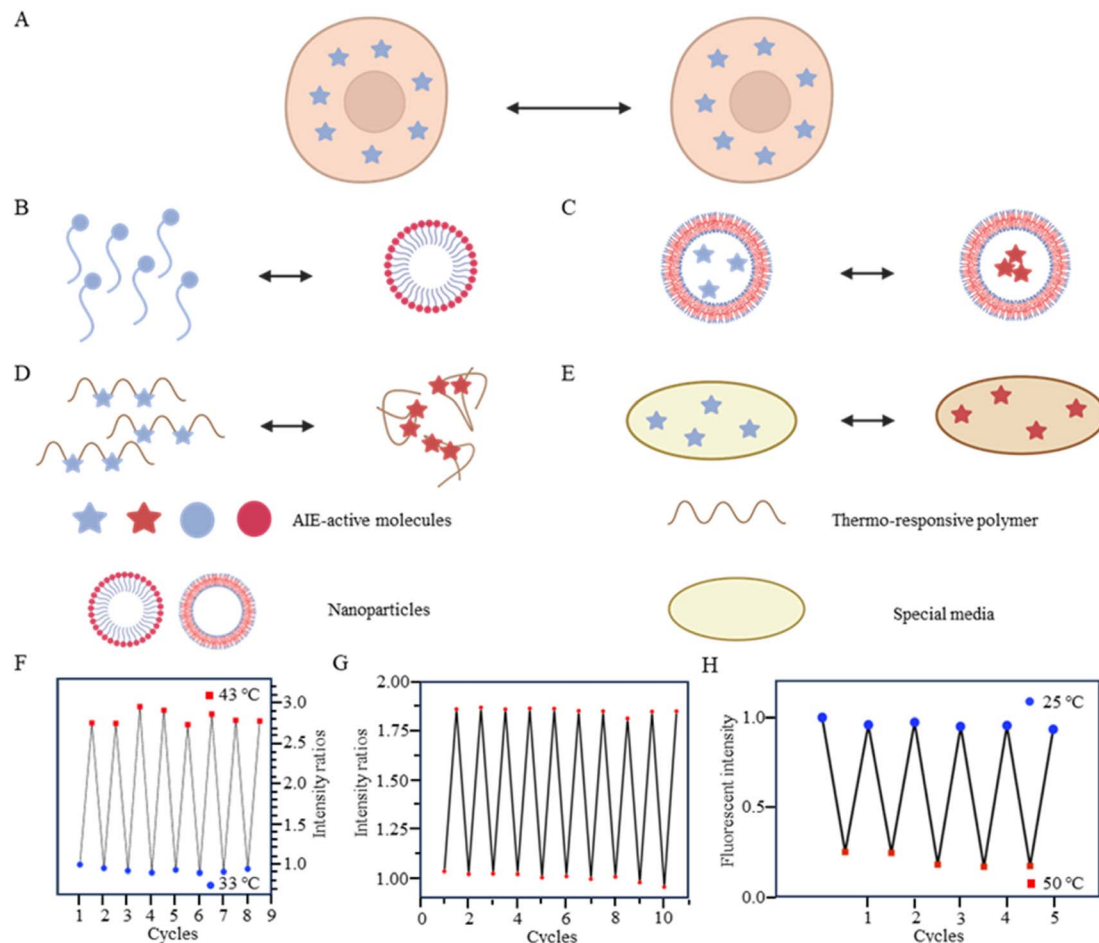 A
B
C
D
E
AIE-active molecules
Thermo-responsive polymer
Nanoparticles
Special media
F
43 °C
33 °C
3.0
2.5
2.0
1.5
1.0
Intensity ratios
1 2 3 4 5 6 7 8 9
Cycles
G
2.00
1.75
1.50
1.25
1.00
Intensity ratios
0 2 4 6 8 10
Cycles
H
25 °C
50 °C
1.0
0.5
0.0
Fluorescent intensity
1 2 3 4 5
Cycles